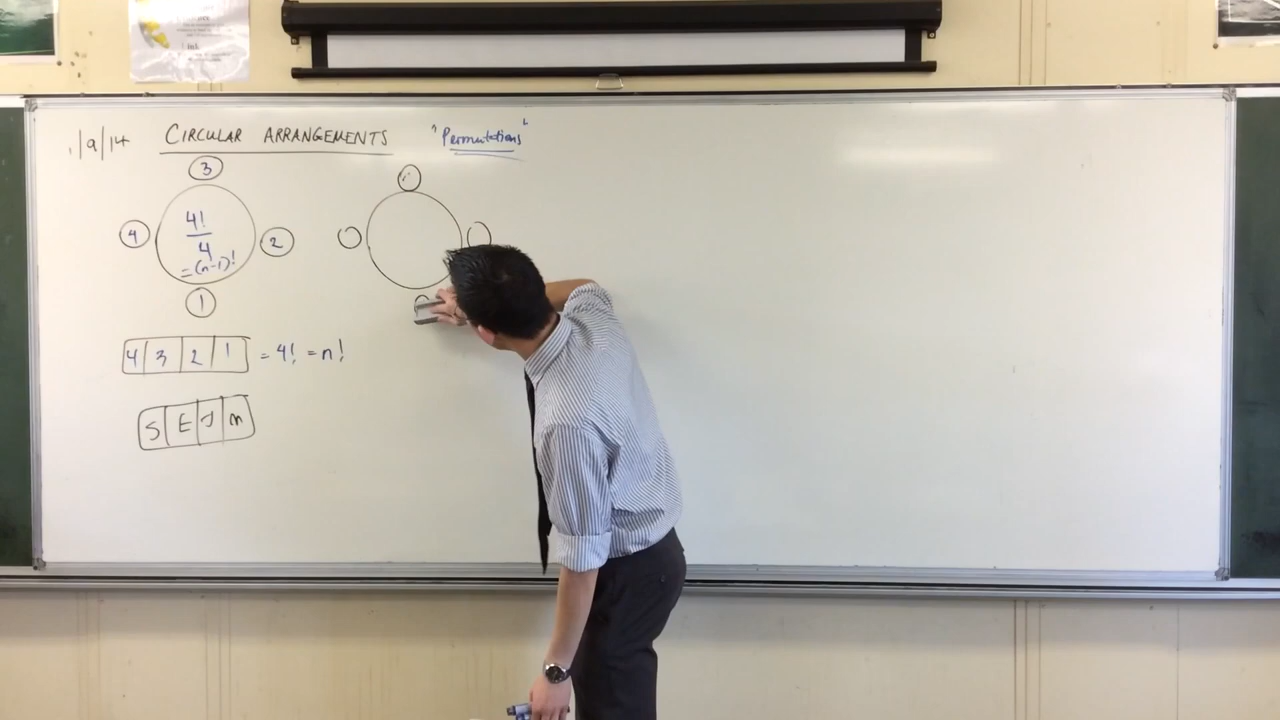 1/9/14 CIRCULAR ARRANGEMENTS "Permutations"
3
4
4!
4
= (n-1)!
2
1
4 3 2 1 = 4! = n!
S E J M